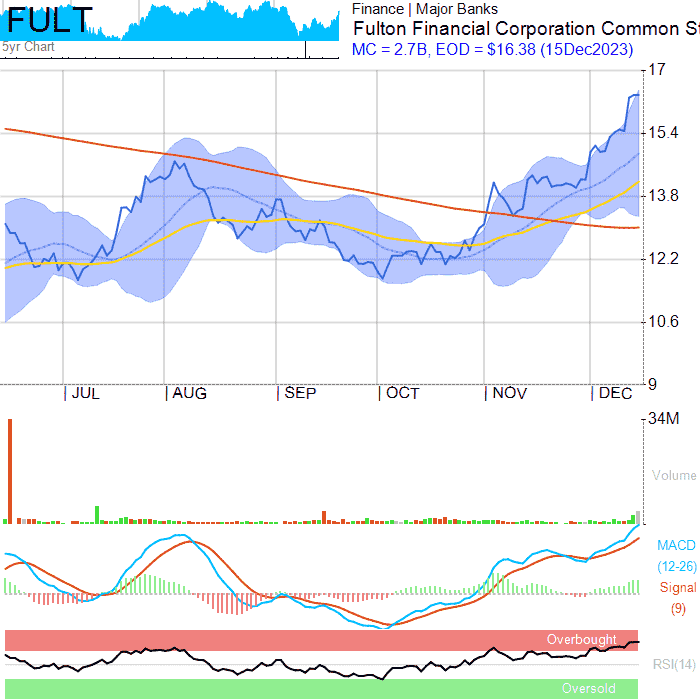 FULT
5yr Chart
Finance | Major Banks
Fulton Financial Corporation Common St
MC = 2.7B, EOD = $16.38 (15Dec2023)
17
15.4
13.8
12.2
10.6
9
JUL AUG SEP OCT NOV DEC
34M
Volume
MACD
(12-26)
Signal
(9)
Overbought
RSI(14)
Oversold